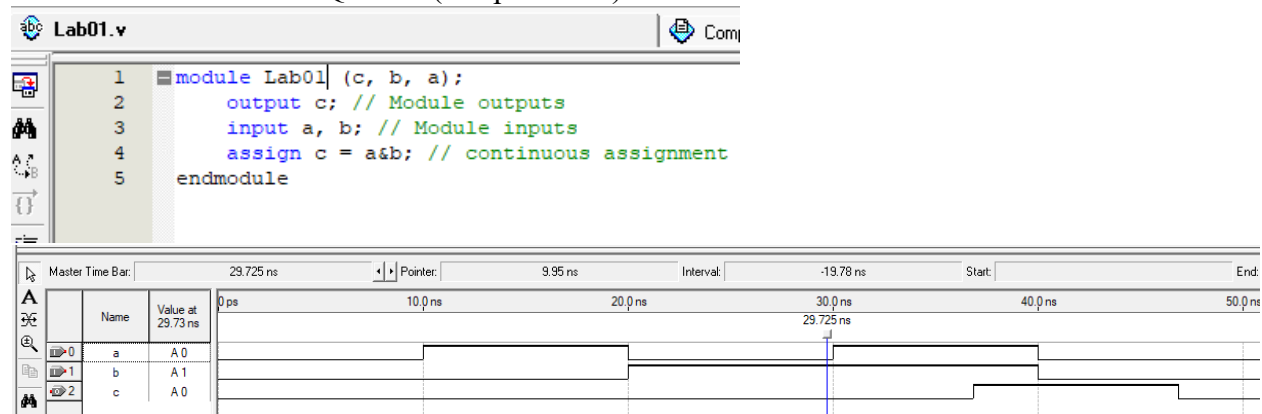 Lab01.v
1 module Lab01 (c, b, a);
2 output c; // Module outputs
3 input a, b; // Module inputs
4 assign c = a&b; // continuous assignment
5 endmodule
Master Time Bar: 29.725 ns Pointer: 9.95 ns Interval: -19.78 ns Start: End:
Name Value at 29.73 ns
0 ps 10.0 ns 20.0 ns 30.0 ns 40.0 ns 50.0 ns
29.725 ns
0 a A 0
1 b A 1
2 c A 0